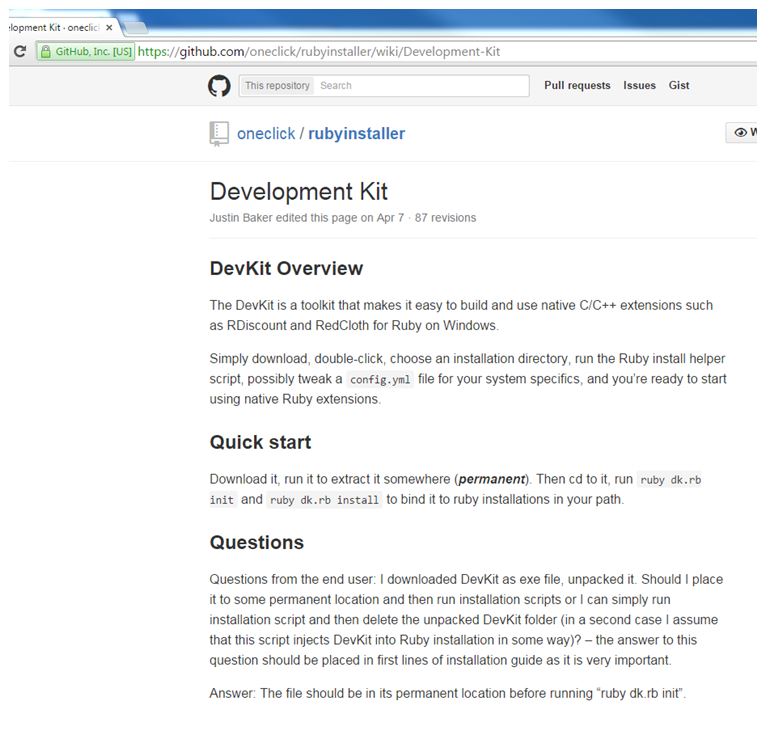 elopment Kit · oneclic
GitHub, Inc. [US] https://github.com/oneclick/rubyinstaller/wiki/Development-Kit
This repository Search Pull requests Issues Gist
oneclick / rubyinstaller
Development Kit
Justin Baker edited this page on Apr 7 · 87 revisions
DevKit Overview
The DevKit is a toolkit that makes it easy to build and use native C/C++ extensions such
as RDiscount and RedCloth for Ruby on Windows.
Simply download, double-click, choose an installation directory, run the Ruby install helper
script, possibly tweak a config.yml file for your system specifics, and you’re ready to start
using native Ruby extensions.
Quick start
Download it, run it to extract it somewhere (permanent). Then cd to it, run ruby dk.rb
init and ruby dk.rb install to bind it to ruby installations in your path.
Questions
Questions from the end user: I downloaded DevKit as exe file, unpacked it. Should I place
it to some permanent location and then run installation scripts or I can simply run
installation script and then delete the unpacked DevKit folder (in a second case I assume
that this script injects DevKit into Ruby installation in some way)? – the answer to this
question should be placed in first lines of installation guide as it is very important.
Answer: The file should be in its permanent location before running “ruby dk.rb init”.